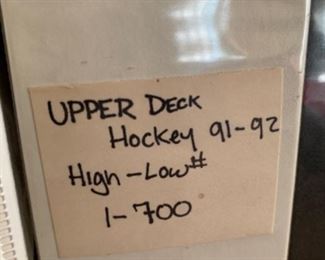 UPPER DECK
Hockey 91-92
High-Low#
1-700